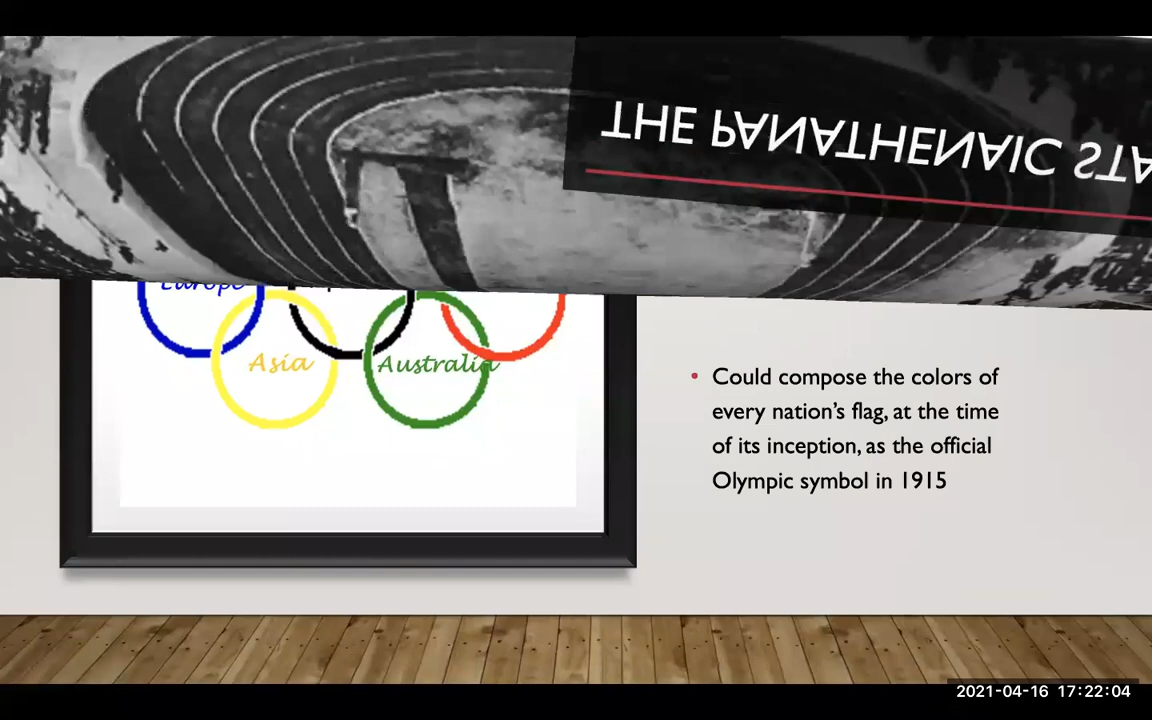 THE PANATHENAIC STA
Europe
Asia
Australia
• Could compose the colors of
every nation’s flag, at the time
of its inception, as the official
Olympic symbol in 1915
2021-04-16 17:22:04